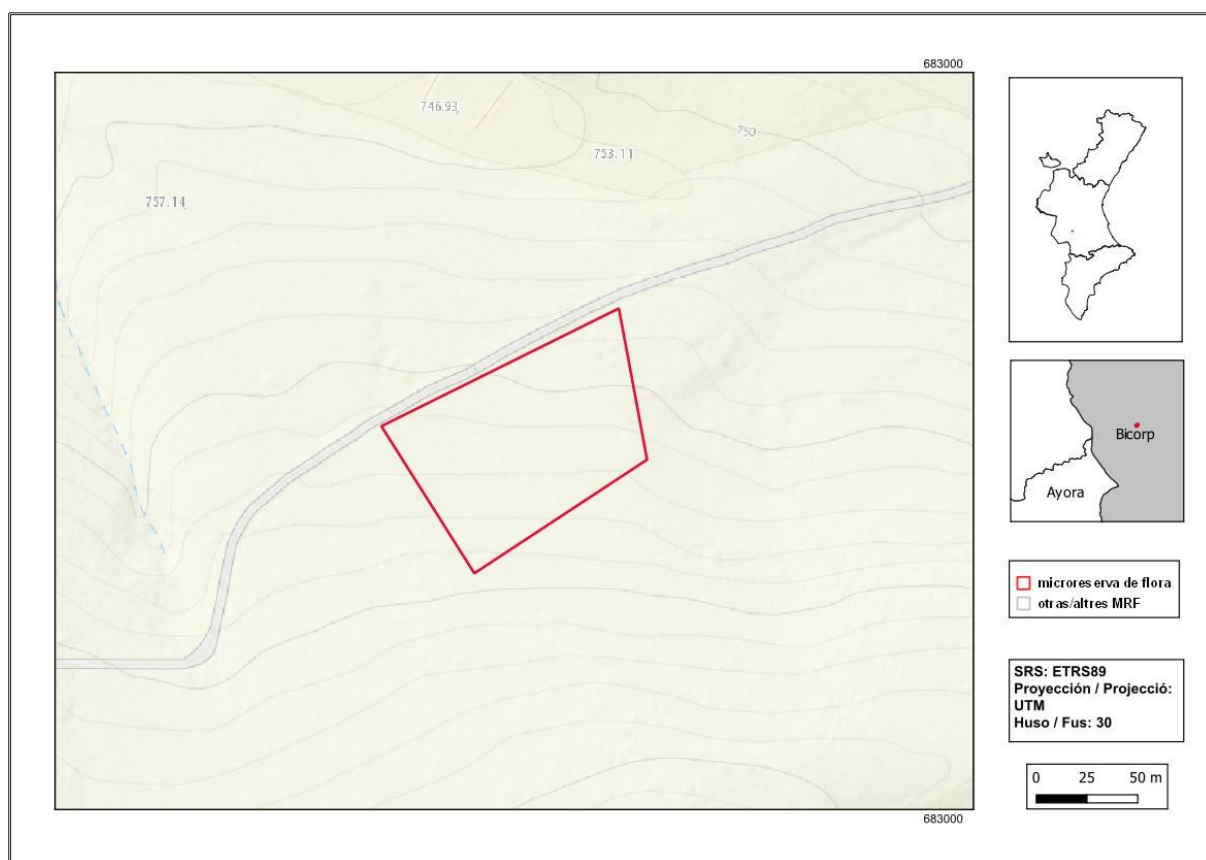 683000
746.93
753.11
750
757.14
Bicorp
Ayora
microreserva de flora
otras/altres MRF
SRS: ETRS89
Proyección / Projecció:
UTM
Huso / Fus: 30
0 25 50 m
683000